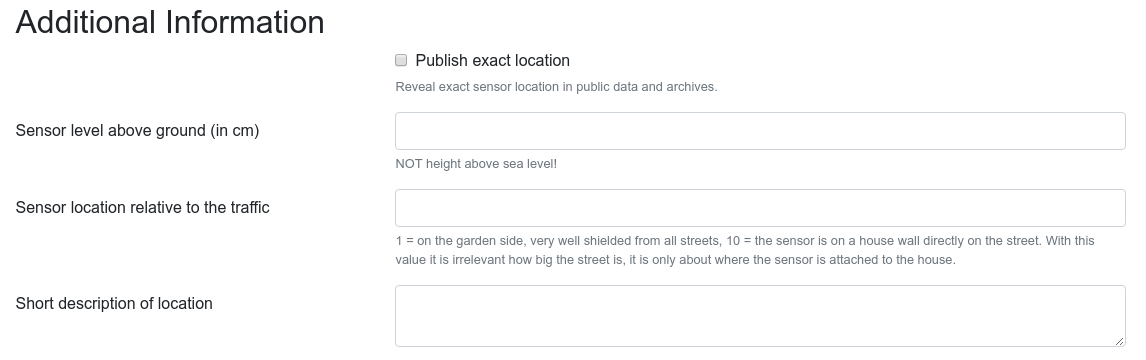 Additional Information
Publish exact location
Reveal exact sensor location in public data and archives.
Sensor level above ground (in cm)
NOT height above sea level!
Sensor location relative to the traffic
1 = on the garden side, very well shielded from all streets, 10 = the sensor is on a house wall directly on the street. With this
value it is irrelevant how big the street is, it is only about where the sensor is attached to the house.
Short description of location